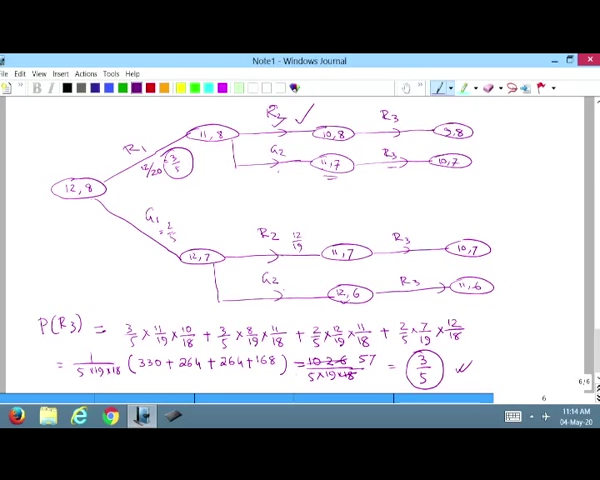 Note1 - Windows Journal
File Edit View Insert Actions Tools Help
R₂ ✓ R₃
11, 8 10,8 9,8
R₁
12/20 = 3/5
G₂ R₃
11,7 10,7
12, 8
G₁ = 2/5
R₂ 12/19 R₃
12, 7 11,7 10,7
G₂ R₃
12, 6 11,6
P(R₃) = 3/5 × 11/19 × 10/18 + 3/5 × 8/19 × 11/18 + 2/5 × 12/19 × 11/18 + 2/5 × 7/19 × 12/18
= 1/(5×19×18) (330 + 264 + 264 + 168) = 1026 57/(5×19×18) = 3/5 ✓
6/6
6
11:14 AM
04-May-20